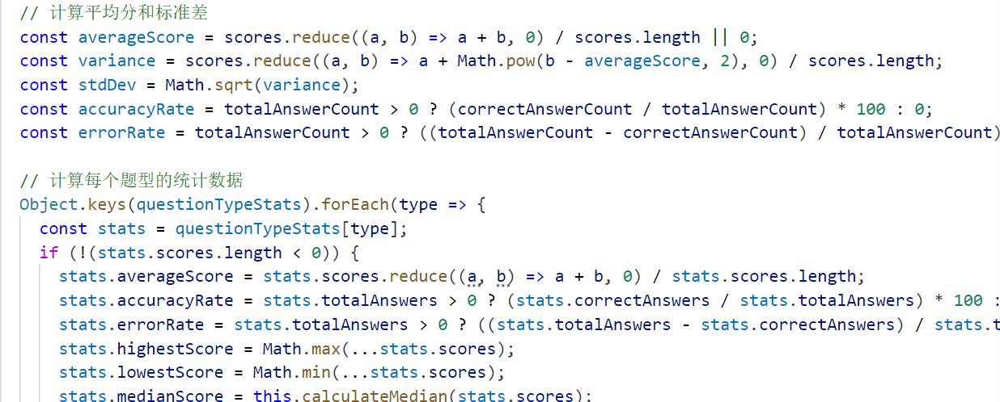 // 计算平均分和标准差
const averageScore = scores.reduce((a, b) => a + b, 0) / scores.length || 0;
const variance = scores.reduce((a, b) => a + Math.pow(b - averageScore, 2), 0) / scores.length;
const stdDev = Math.sqrt(variance);
const accuracyRate = totalAnswerCount > 0 ? (correctAnswerCount / totalAnswerCount) * 100 : 0;
const errorRate = totalAnswerCount > 0 ? ((totalAnswerCount - correctAnswerCount) / totalAnswerCount)
// 计算每个题型的统计数据
Object.keys(questionTypeStats).forEach(type => {
const stats = questionTypeStats[type];
if (!(stats.scores.length < 0)) {
stats.averageScore = stats.scores.reduce((a, b) => a + b, 0) / stats.scores.length;
stats.accuracyRate = stats.totalAnswers > 0 ? (stats.correctAnswers / stats.totalAnswers) * 100 :
stats.errorRate = stats.totalAnswers > 0 ? ((stats.totalAnswers - stats.correctAnswers) / stats.t
stats.highestScore = Math.max(...stats.scores);
stats.lowestScore = Math.min(...stats.scores);
stats.medianScore = this.calculateMedian(stats.scores);